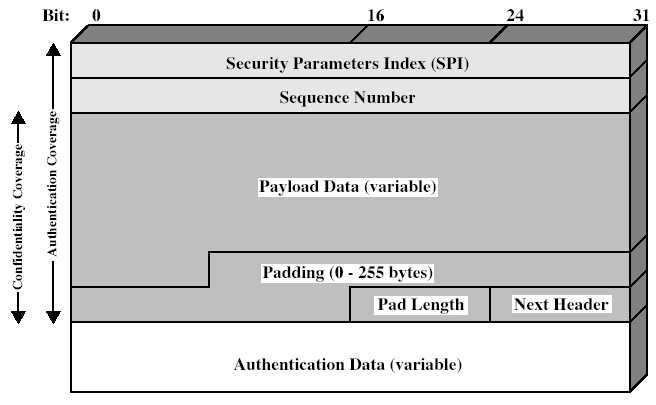 Bit: 0 16 24 31
Security Parameters Index (SPI)
Sequence Number
Confidentiality Coverage
Authentication Coverage
Payload Data (variable)
Padding (0 - 255 bytes)
Pad Length Next Header
Authentication Data (variable)